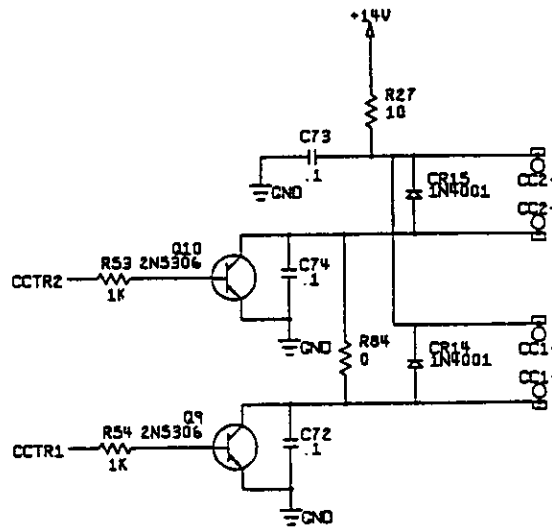 +14V
R27
10
C73
.1
GND
CR15
1N4001
CC2-
CC2-
Q10
R53 2N5306
CCTR2
1K
C74
.1
GND
R84
0
CR14
1N4001
CC1-
CC1-
Q9
R54 2N5306
CCTR1
1K
C72
.1
GND